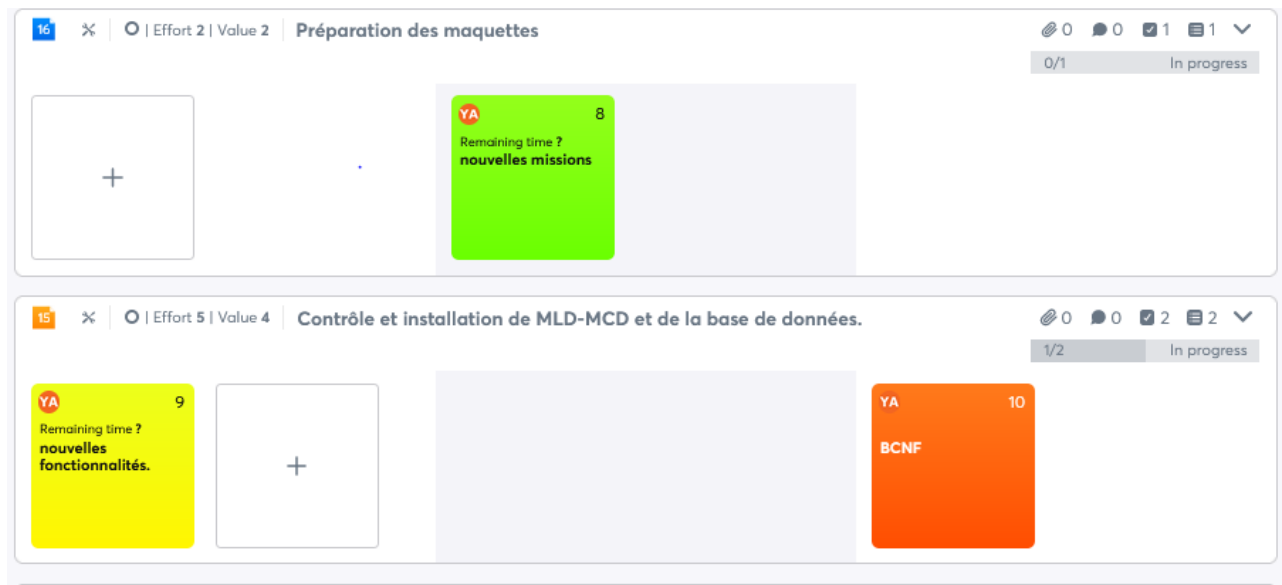 16 | Effort 2 | Value 2 Préparation des maquettes 0 0 1 1
0/1 In progress
YA 8
Remaining time ?
nouvelles missions
+
15 | Effort 5 | Value 4 Contrôle et installation de MLD-MCD et de la base de données. 0 0 2 2
1/2 In progress
YA 9
Remaining time ?
nouvelles
fonctionnalités.
+
YA 10
BCNF